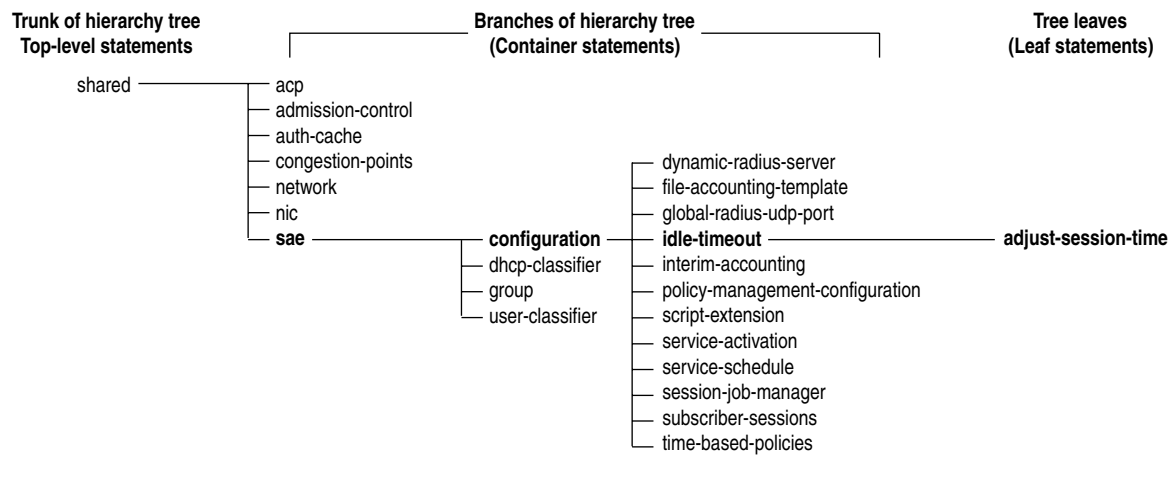 Trunk of hierarchy tree
Top-level statements
Branches of hierarchy tree
(Container statements)
Tree leaves
(Leaf statements)
shared
acp
admission-control
auth-cache
congestion-points
network
nic
sae
configuration
dhcp-classifier
group
user-classifier
dynamic-radius-server
file-accounting-template
global-radius-udp-port
idle-timeout
interim-accounting
policy-management-configuration
script-extension
service-activation
service-schedule
session-job-manager
subscriber-sessions
time-based-policies
adjust-session-time